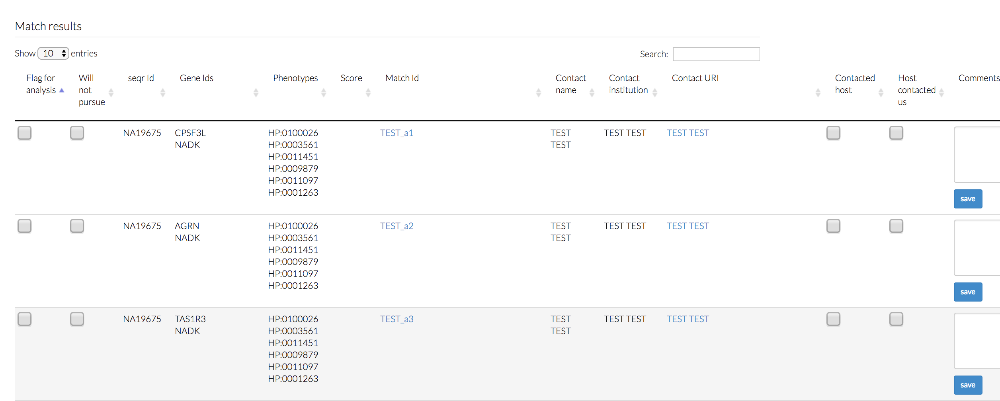 Match results
Show 10 entries
Search:
Flag for analysis
Will not pursue
seqr Id
Gene Ids
Phenotypes
Score
Match Id
Contact name
Contact institution
Contact URI
Contacted host
Host contacted us
Comments
NA19675
CPSF3L
NADK
HP:0100026
HP:0003561
HP:0011451
HP:0009879
HP:0011097
HP:0001263
TEST_a1
TEST
TEST
TEST TEST
TEST TEST
save
NA19675
AGRN
NADK
HP:0100026
HP:0003561
HP:0011451
HP:0009879
HP:0011097
HP:0001263
TEST_a2
TEST
TEST
TEST TEST
TEST TEST
save
NA19675
TAS1R3
NADK
HP:0100026
HP:0003561
HP:0011451
HP:0009879
HP:0011097
HP:0001263
TEST_a3
TEST
TEST
TEST TEST
TEST TEST
save